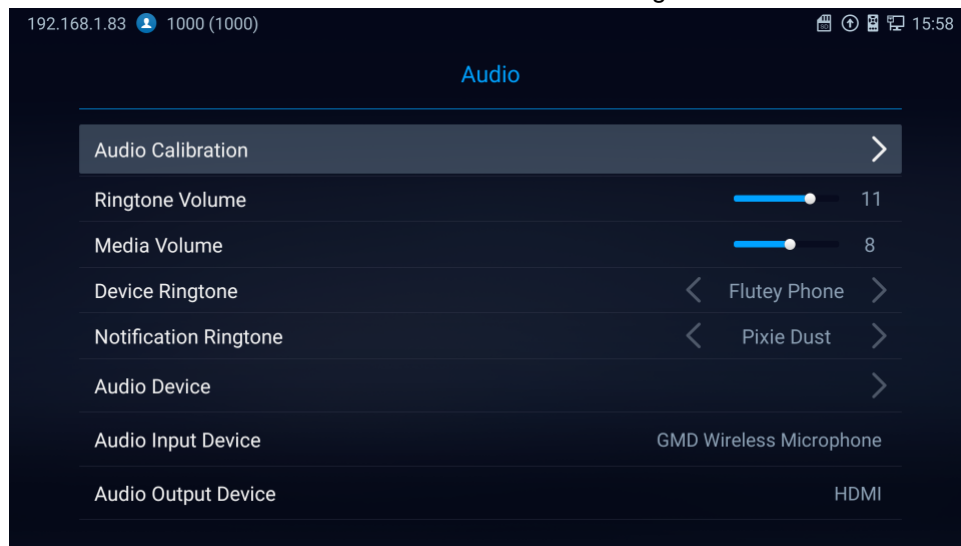 192.168.1.83 1000 (1000) 15:58
Audio
Audio Calibration
Ringtone Volume 11
Media Volume 8
Device Ringtone Flutey Phone
Notification Ringtone Pixie Dust
Audio Device
Audio Input Device GMD Wireless Microphone
Audio Output Device HDMI